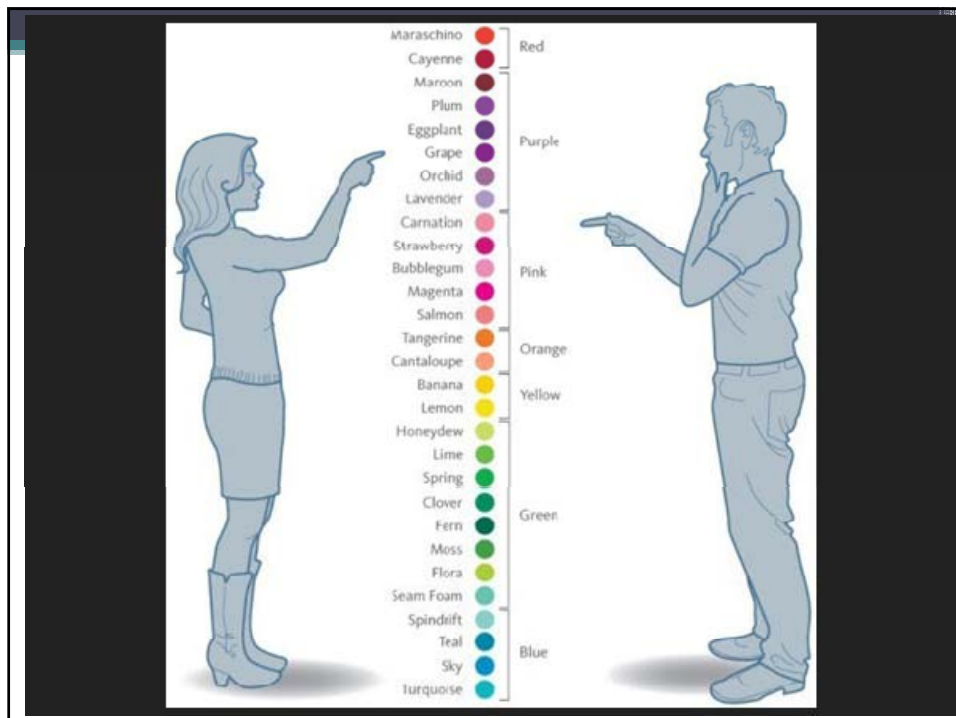 Maraschino
Cayenne
Red
Maroon
Plum
Eggplant
Grape
Orchid
Lavender
Purple
Carnation
Strawberry
Bubblegum
Magenta
Salmon
Pink
Tangerine
Cantaloupe
Orange
Banana
Lemon
Yellow
Honeydew
Lime
Spring
Clover
Fern
Moss
Flora
Seam Foam
Green
Spindrift
Teal
Sky
Turquoise
Blue